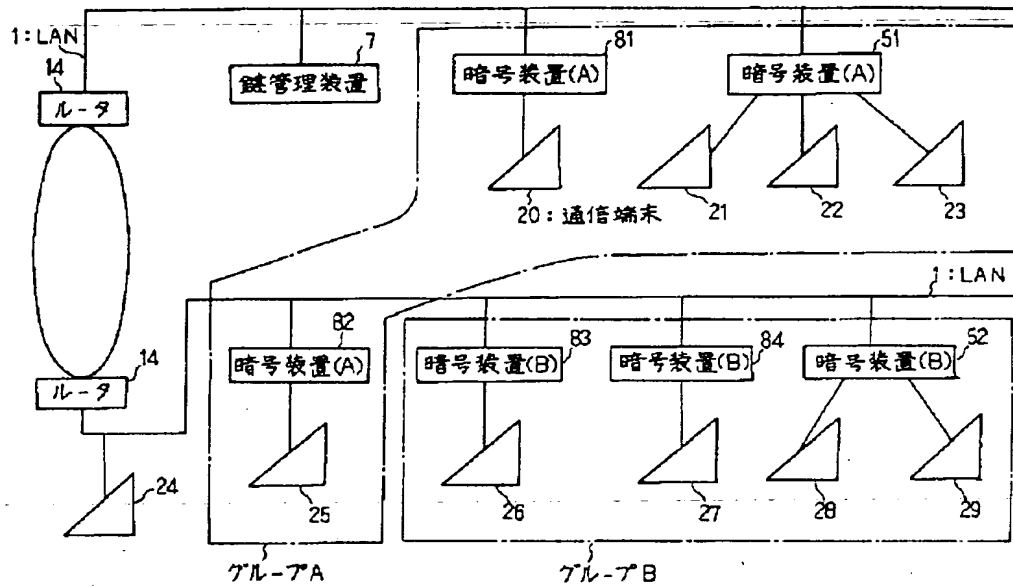 1:LAN
14
ルータ
7
鍵管理装置
81
暗号装置(A)
51
暗号装置(A)
20:通信端末
21
22
23
1:LAN
14
ルータ
82
暗号装置(A)
83
暗号装置(B)
84
暗号装置(B)
52
暗号装置(B)
24
25
26
27
28
29
グループA
グループB